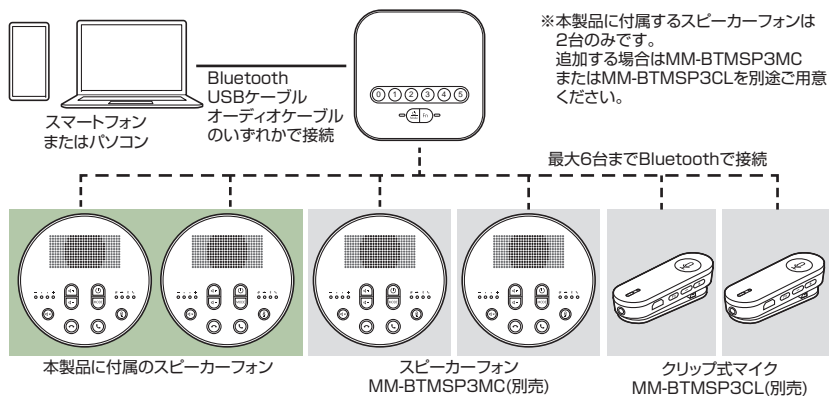 ※本製品に付属するスピーカーフォンは
2台のみです。
追加する場合はMM-BTMSP3MC
またはMM-BTMSP3CLを別途ご用意
ください。
Bluetooth
USBケーブル
オーディオケーブル
のいずれかで接続
スマートフォン
またはパソコン
0 1 2 3 4 5
Fn
最大6台までBluetoothで接続
本製品に付属のスピーカーフォン
スピーカーフォン
MM-BTMSP3MC(別売)
クリップ式マイク
MM-BTMSP3CL(別売)